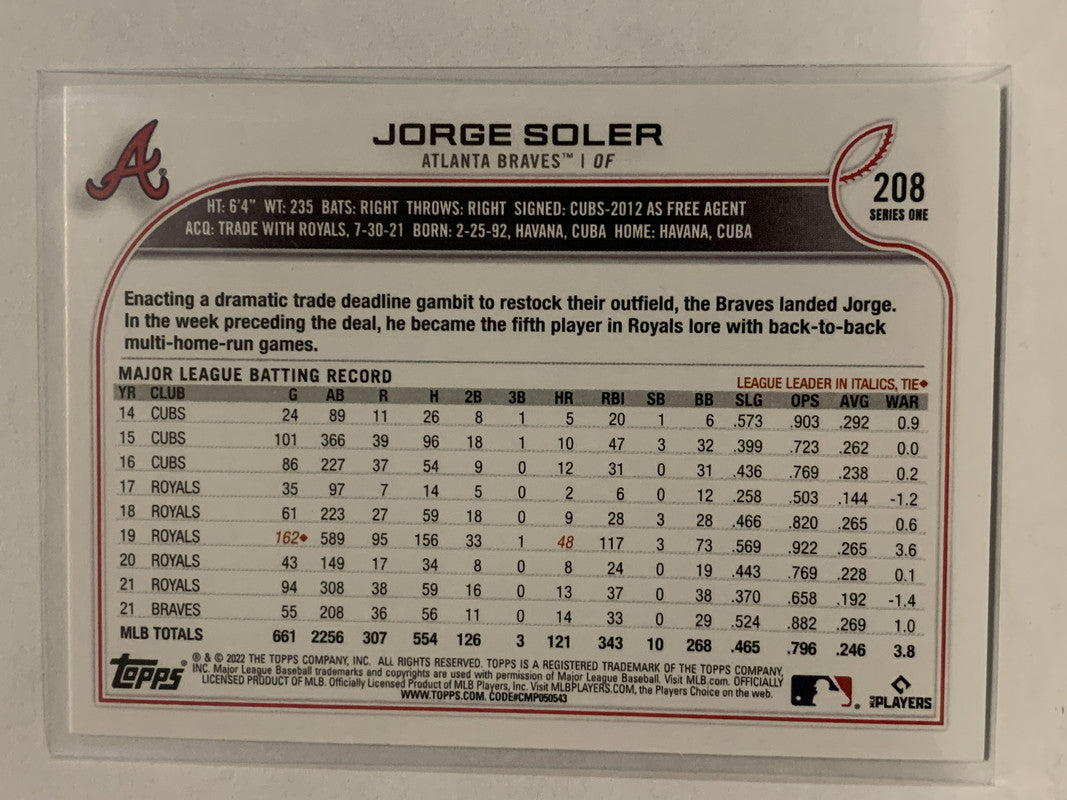 JORGE SOLER
ATLANTA BRAVES™ | OF
208
SERIES ONE
HT: 6'4" WT: 235 BATS: RIGHT THROWS: RIGHT SIGNED: CUBS-2012 AS FREE AGENT
ACQ: TRADE WITH ROYALS, 7-30-21 BORN: 2-25-92, HAVANA, CUBA HOME: HAVANA, CUBA
Enacting a dramatic trade deadline gambit to restock their outfield, the Braves landed Jorge.
In the week preceding the deal, he became the fifth player in Royals lore with back-to-back
multi-home-run games.
MAJOR LEAGUE BATTING RECORD
LEAGUE LEADER IN ITALICS, TIE◆
YR CLUB G AB R H 2B 3B HR RBI SB BB SLG OPS AVG WAR
14 CUBS 24 89 11 26 8 1 5 20 1 6 .573 .903 .292 0.9
15 CUBS 101 366 39 96 18 1 10 47 3 32 .399 .723 .262 0.0
16 CUBS 86 227 37 54 9 0 12 31 0 31 .436 .769 .238 0.2
17 ROYALS 35 97 7 14 5 0 2 6 0 12 .258 .503 .144 -1.2
18 ROYALS 61 223 27 59 18 0 9 28 3 28 .466 .820 .265 0.6
19 ROYALS 162◆ 589 95 156 33 1 48 117 3 73 .569 .922 .265 3.6
20 ROYALS 43 149 17 34 8 0 8 24 0 19 .443 .769 .228 0.1
21 ROYALS 94 308 38 59 16 0 13 37 0 38 .370 .658 .192 -1.4
21 BRAVES 55 208 36 56 11 0 14 33 0 29 .524 .882 .269 1.0
MLB TOTALS 661 2256 307 554 126 3 121 343 10 268 .465 .796 .246 3.8
topps
® & © 2022 THE TOPPS COMPANY, INC. ALL RIGHTS RESERVED. TOPPS IS A REGISTERED TRADEMARK OF THE TOPPS COMPANY,
INC. Major League Baseball trademarks and copyrights are used with permission of Major League Baseball. Visit MLB.com. OFFICIALLY
LICENSED PRODUCT OF MLB. Officially Licensed Product of MLB Players, Inc. Visit MLBPLAYERS.COM, the Players Choice on the web.
WWW.TOPPS.COM. CODE#CMP050543
MLB PLAYERS